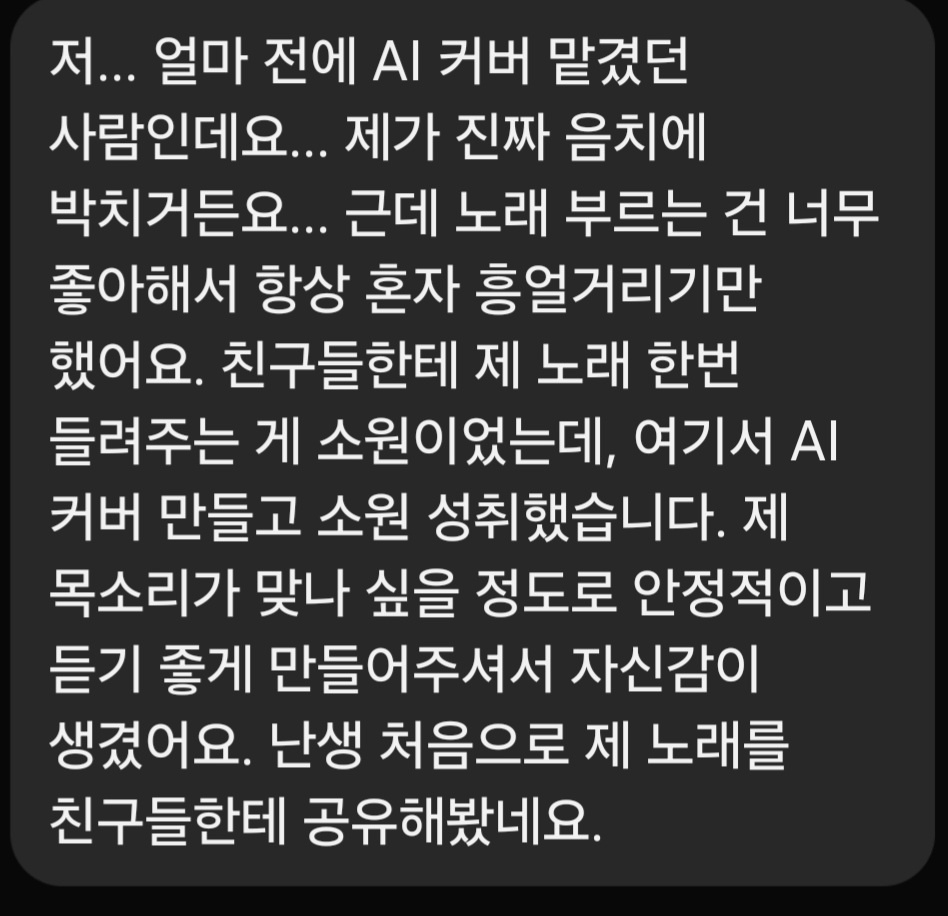 저... 얼마 전에 AI 커버 맡겼던
사람인데요... 제가 진짜 음치에
박치거든요... 근데 노래 부르는 건 너무
좋아해서 항상 혼자 흥얼거리기만
했어요. 친구들한테 제 노래 한번
들려주는 게 소원이었는데, 여기서 AI
커버 만들고 소원 성취했습니다. 제
목소리가 맞나 싶을 정도로 안정적이고
듣기 좋게 만들어주셔서 자신감이
생겼어요. 난생 처음으로 제 노래를
친구들한테 공유해봤네요.